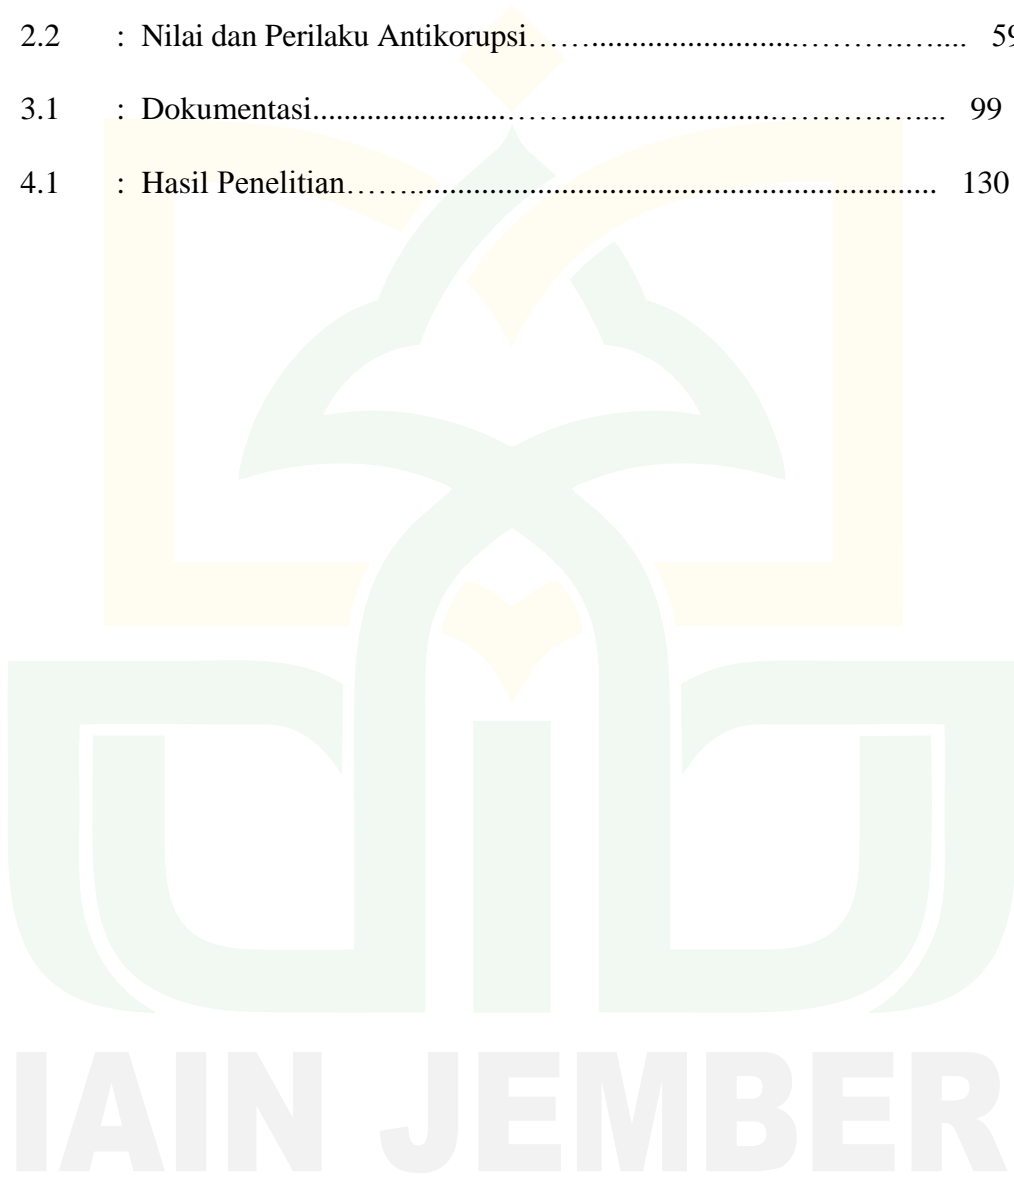 2.2 : Nilai dan Perilaku Antikorupsi……..........................………….….... 59
3.1 : Dokumentasi.........................…….........................………….….... 99
4.1 : Hasil Penelitian……................................................................... 130
IAIN JEMBER